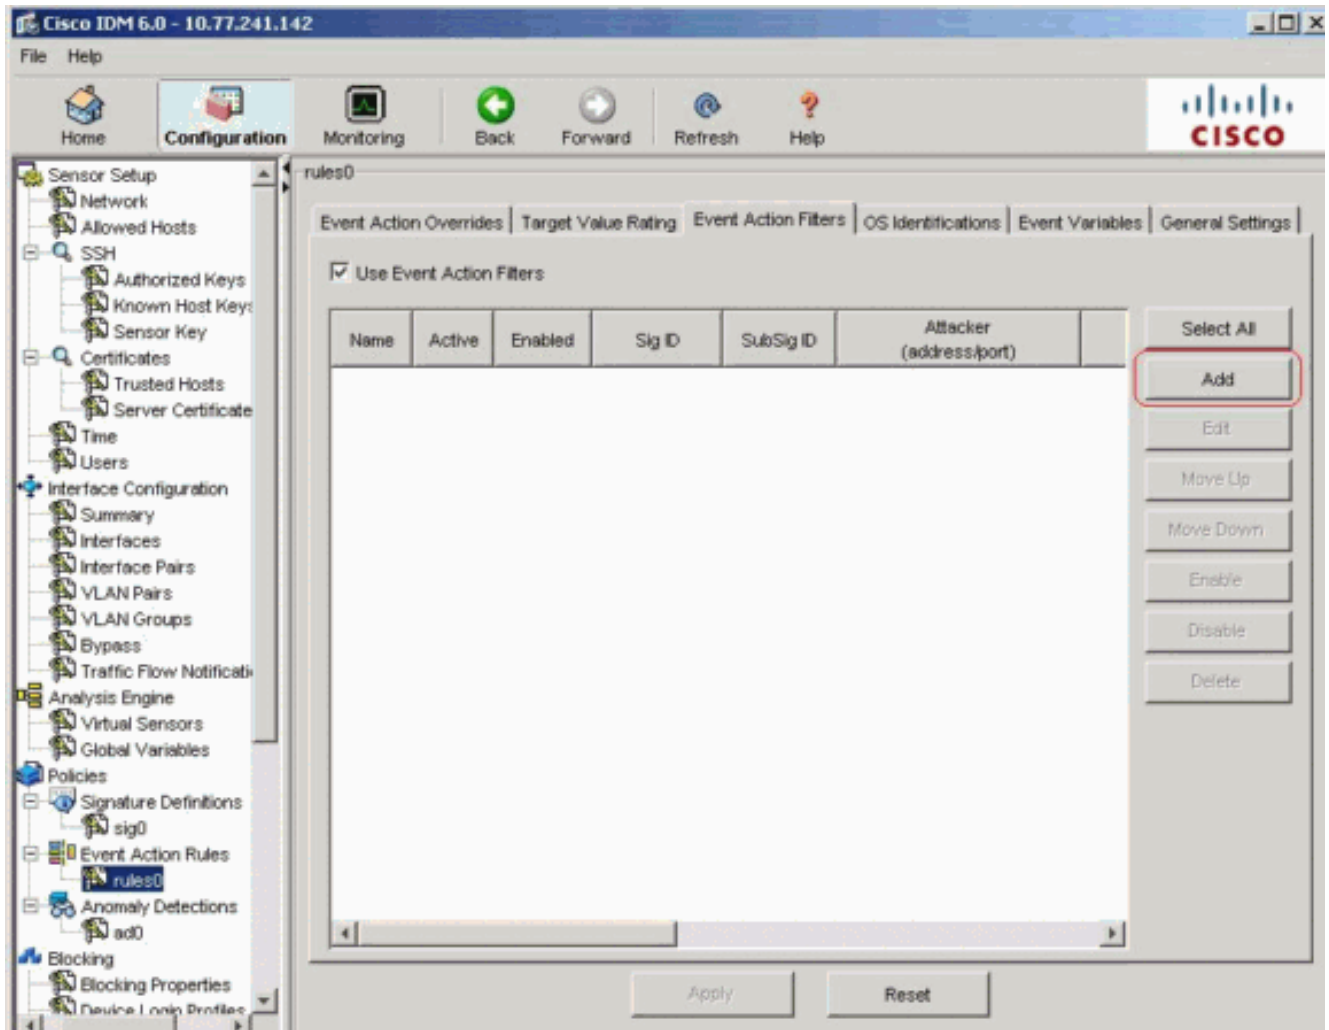 Cisco IDM 6.0 - 10.77.241.142
File Help
Home Configuration Monitoring Back Forward Refresh Help
CISCO
Sensor Setup
Network
Allowed Hosts
SSH
Authorized Keys
Known Host Keys
Sensor Key
Certificates
Trusted Hosts
Server Certificate
Time
Users
Interface Configuration
Summary
Interfaces
Interface Pairs
VLAN Pairs
VLAN Groups
Bypass
Traffic Flow Notificati
Analysis Engine
Virtual Sensors
Global Variables
Policies
Signature Definitions
sig0
Event Action Rules
rules0
Anomaly Detections
ad0
Blocking
Blocking Properties
Device Login Profiles
rules0
Event Action Overrides Target Value Rating Event Action Filters OS Identifications Event Variables General Settings
Use Event Action Filters
Name Active Enabled Sig ID SubSig ID Attacker
(address/port)
Select All
Add
Edit
Move Up
Move Down
Enable
Disable
Delete
Apply Reset